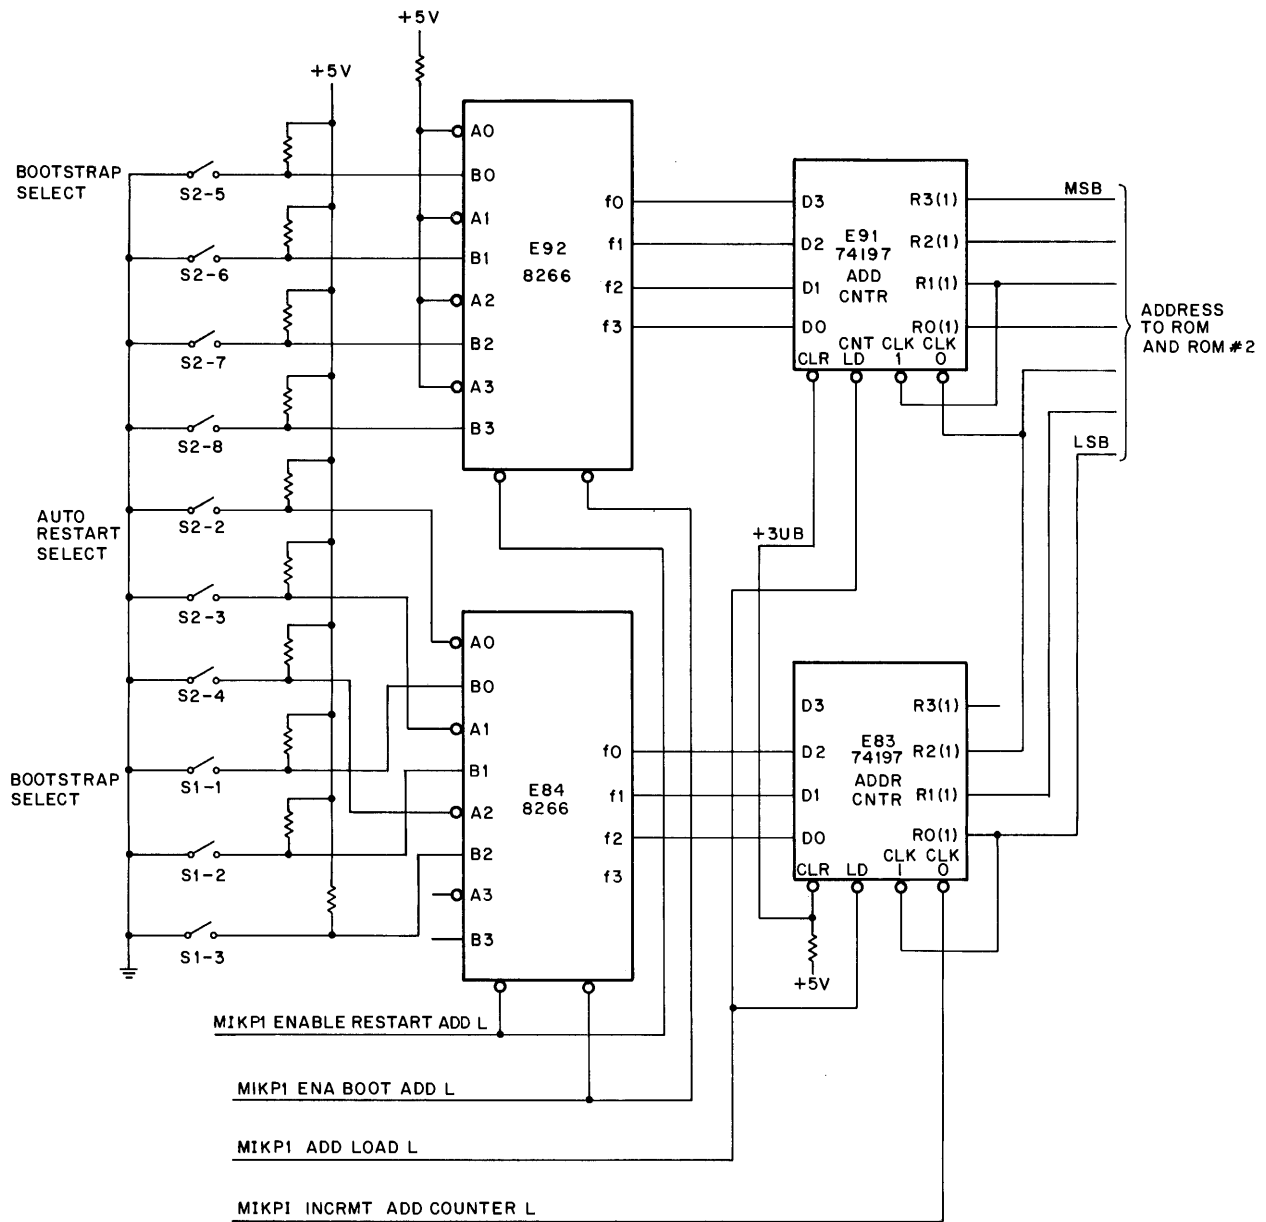 +5V
+5V
BOOTSTRAP
SELECT
S2-5
S2-6
S2-7
S2-8
AUTO
RESTART
SELECT
S2-2
S2-3
S2-4
BOOTSTRAP
SELECT
S1-1
S1-2
S1-3
A0
B0
A1
B1
A2
B2
A3
B3
E92
8266
f0
f1
f2
f3
D3
D2
D1
D0
E91
74197
ADD
CNTR
R3(1)
R2(1)
R1(1)
R0(1)
CNT CLK CLK
CLR LD 1 0
MSB
LSB
ADDRESS
TO ROM
AND ROM #2
+3UB
A0
B0
A1
B1
A2
B2
A3
B3
E84
8266
f0
f1
f2
f3
D3
D2
D1
D0
E83
74197
ADDR
CNTR
R3(1)
R2(1)
R1(1)
R0(1)
CLK CLK
CLR LD 1 0
+5V
MIKP1 ENABLE RESTART ADD L
MIKP1 ENA BOOT ADD L
MIKP1 ADD LOAD L
MIKPI INCRMT ADD COUNTER L